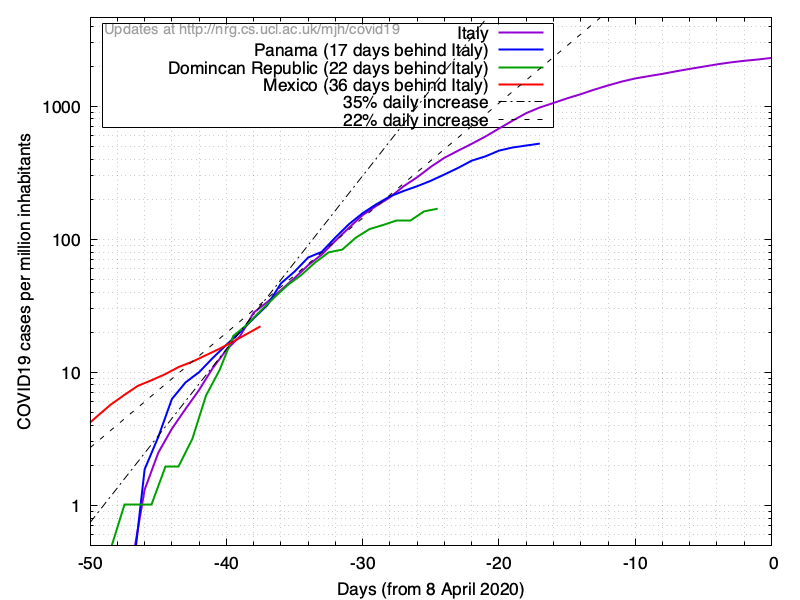 Updates at http://nrg.cs.ucl.ac.uk/mjh/covid19
Italy
Panama (17 days behind Italy)
Domincan Republic (22 days behind Italy)
Mexico (36 days behind Italy)
35% daily increase
22% daily increase
COVID19 cases per million inhabitants
1000
100
10
1
-50 -40 -30 -20 -10 0
Days (from 8 April 2020)